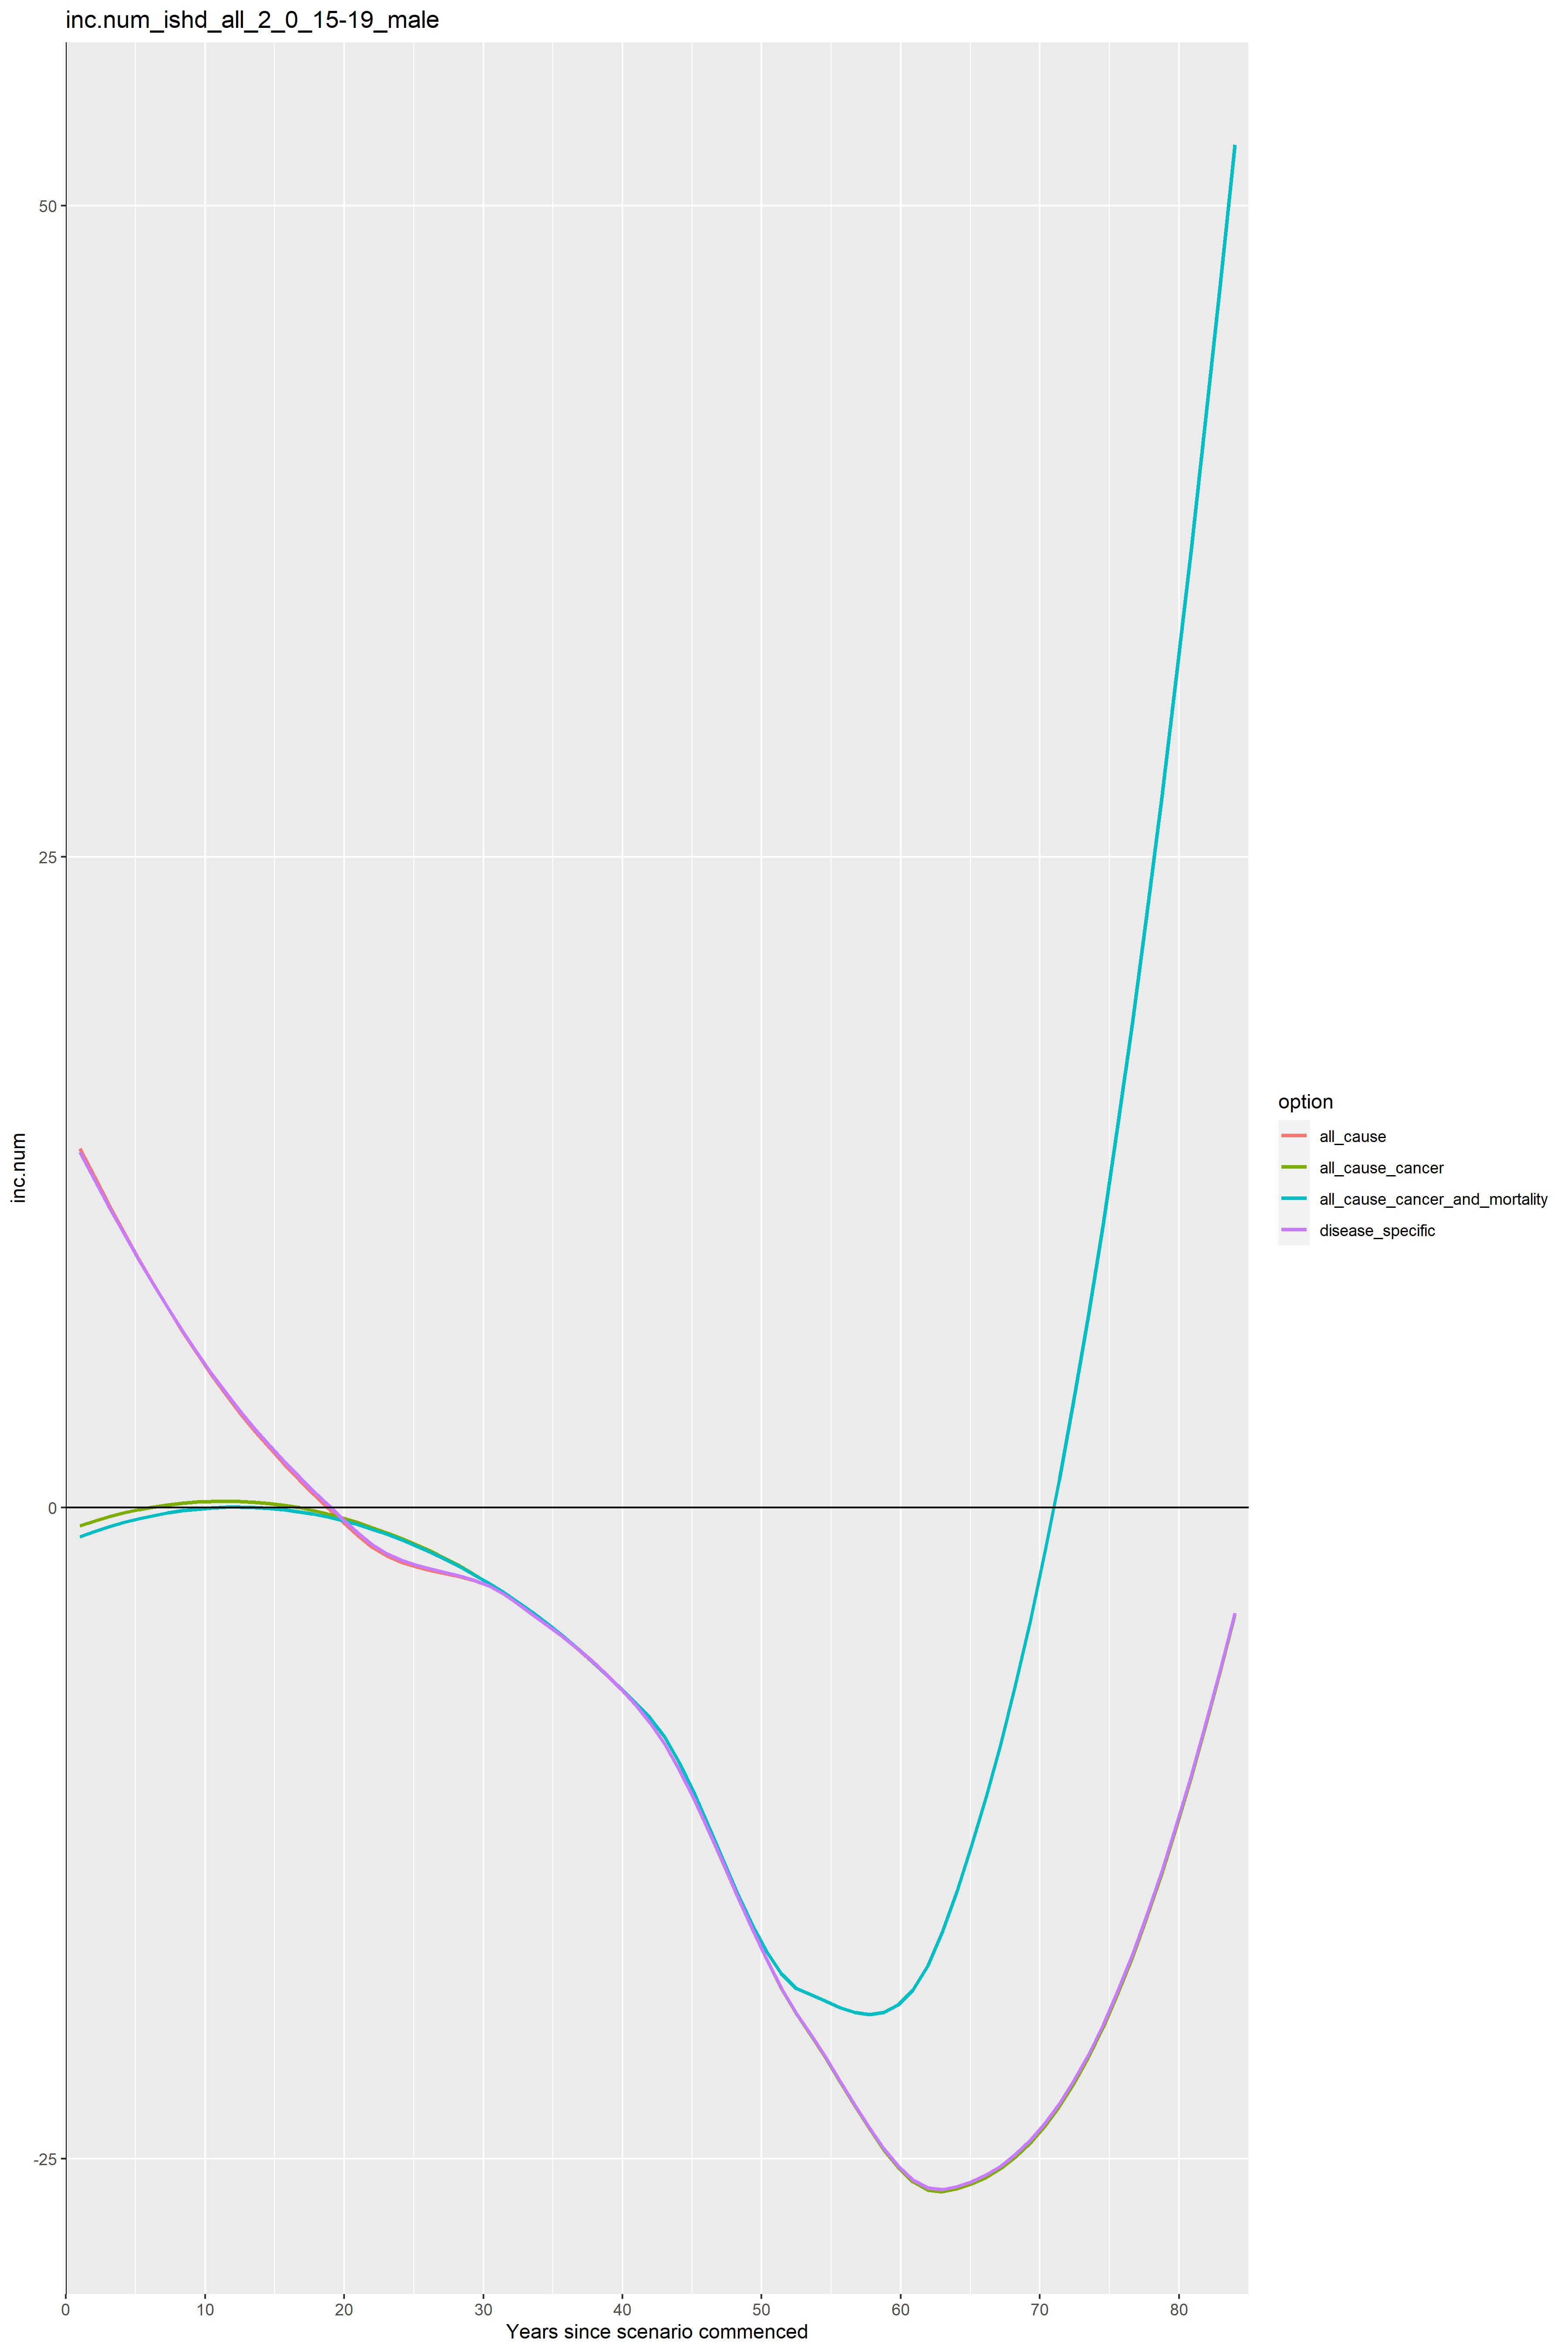 inc.num_ishd_all_2_0_15-19_male
inc.num
50
25
0
-25
0 10 20 30 40 50 60 70 80
Years since scenario commenced
option
all_cause
all_cause_cancer
all_cause_cancer_and_mortality
disease_specific